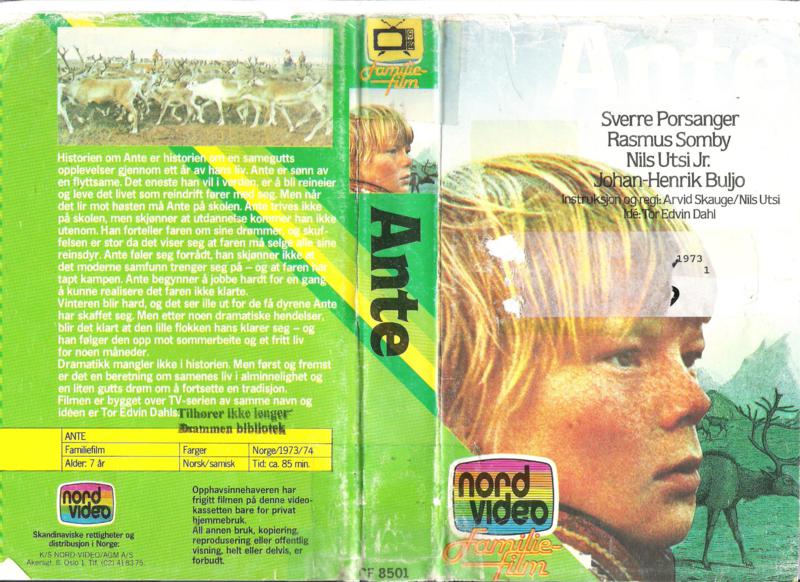 Historien om Ante er historien om en samegutts
opplevelser gjennom ett år av hans liv. Ante er sønn av
en flyttsame. Det eneste han vil i verden, er å bli reineier
og leve det livet som reindrift fører med seg. Men når
det lir mot høsten må Ante på skolen. Ante trives ikke
på skolen, men skjønner at utdannelse kommer han ikke
utenom. Han forteller faren om sine drømmer, og skuf-
felsen er stor da det viser seg at faren må selge alle sine
reinsdyr. Ante føler seg forrådt, han skjønner ikke at
det moderne samfunn trenger seg på – og at faren har
tapt kampen. Ante begynner å jobbe hardt for en gang
å kunne realisere det faren ikke klarte.
Vinteren blir hard, og det ser ille ut for de få dyrene Ante
har skaffet seg. Men etter noen dramatiske hendelser,
blir det klart at den lille flokken hans klarer seg – og
han følger den opp mot sommerbeite og et fritt liv
for noen måneder.
Dramatikk mangler ikke i historien. Men først og fremst
er det en beretning om samenes liv i alminnelighet og
en liten gutts drøm om å fortsette en tradisjon.
Filmen er bygget over TV-serien av samme navn og
idéen er Tor Edvin Dahls.
Tilhører ikke lenger
Drammen bibliotek
ANTE
Familiefilm Farger Norge/1973/74
Alder: 7 år Norsk/samisk Tid: ca. 85 min.
nord
video
Skandinaviske rettigheter og
distribusjon i Norge:
K/S NORD-VIDEO/AGM A/S
Akersgt. 8. Oslo 1. Tlf. (02) 41 83 75.
Opphavsinnehaveren har
frigitt filmen på denne video-
kassetten bare for privat
hjemmebruk.
All annen bruk, kopiering,
reprodusering eller offentlig
visning, helt eller delvis, er
forbudt.
Familie-
film
Ante
CF 8501
Ante
Sverre Porsanger
Rasmus Somby
Nils Utsi Jr.
Johan-Henrik Buljo
Instruksjon og regi: Arvid Skauge/Nils Utsi
Idé: Tor Edvin Dahl
1973
1
nord
video
Familie-
film